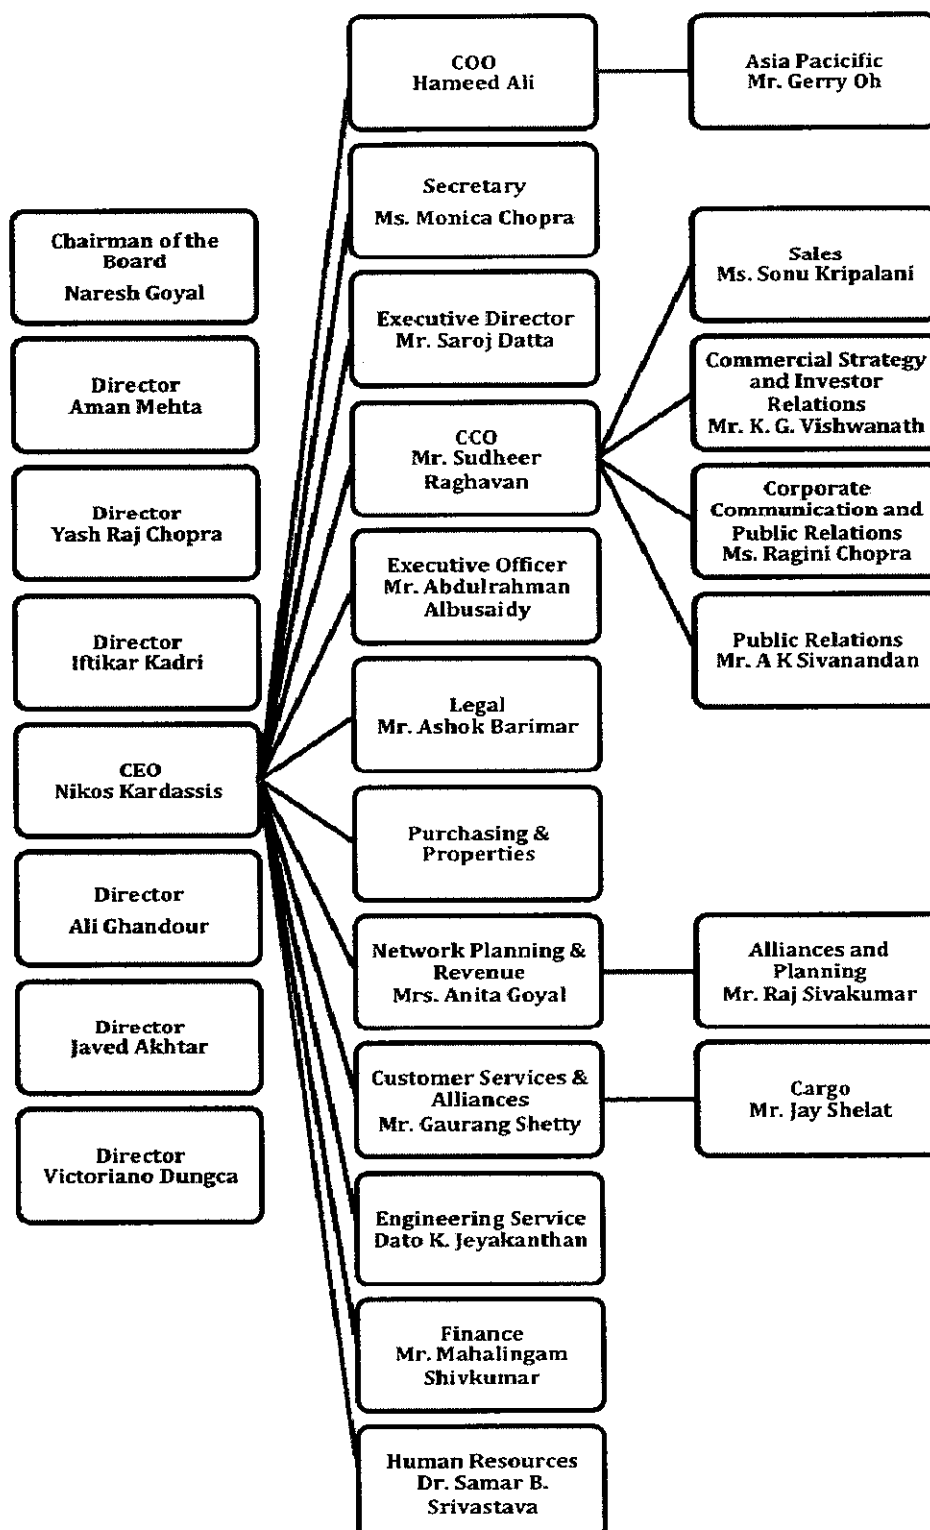 Chairman of the
Board
Naresh Goyal
Director
Aman Mehta
Director
Yash Raj Chopra
Director
Iftikar Kadri
CEO
Nikos Kardassis
Director
Ali Ghandour
Director
Javed Akhtar
Director
Victoriano Dungca
COO
Hameed Ali
Secretary
Ms. Monica Chopra
Executive Director
Mr. Saroj Datta
CCO
Mr. Sudheer
Raghavan
Executive Officer
Mr. Abdulrahman
Albusaidy
Legal
Mr. Ashok Barimar
Purchasing &
Properties
Network Planning &
Revenue
Mrs. Anita Goyal
Customer Services &
Alliances
Mr. Gaurang Shetty
Engineering Service
Dato K. Jeyakanthan
Finance
Mr. Mahalingam
Shivkumar
Human Resources
Dr. Samar B.
Srivastava
Asia Pacicific
Mr. Gerry Oh
Sales
Ms. Sonu Kripalani
Commercial Strategy
and Investor
Relations
Mr. K. G. Vishwanath
Corporate
Communication and
Public Relations
Ms. Ragini Chopra
Public Relations
Mr. A K Sivanandan
Alliances and
Planning
Mr. Raj Sivakumar
Cargo
Mr. Jay Shelat